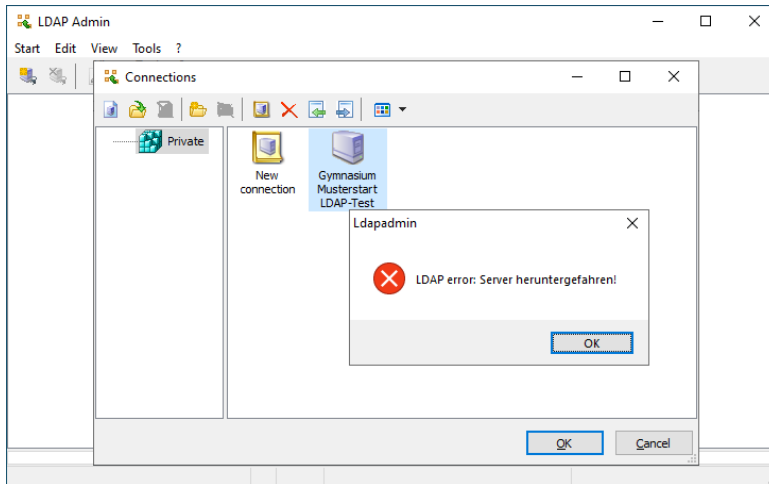 LDAP Admin
Start Edit View Tools ?
Connections
Private
New
connection
Gymnasium
Musterstart
LDAP-Test
Ldapadmin
LDAP error: Server heruntergefahren!
OK
OK Cancel